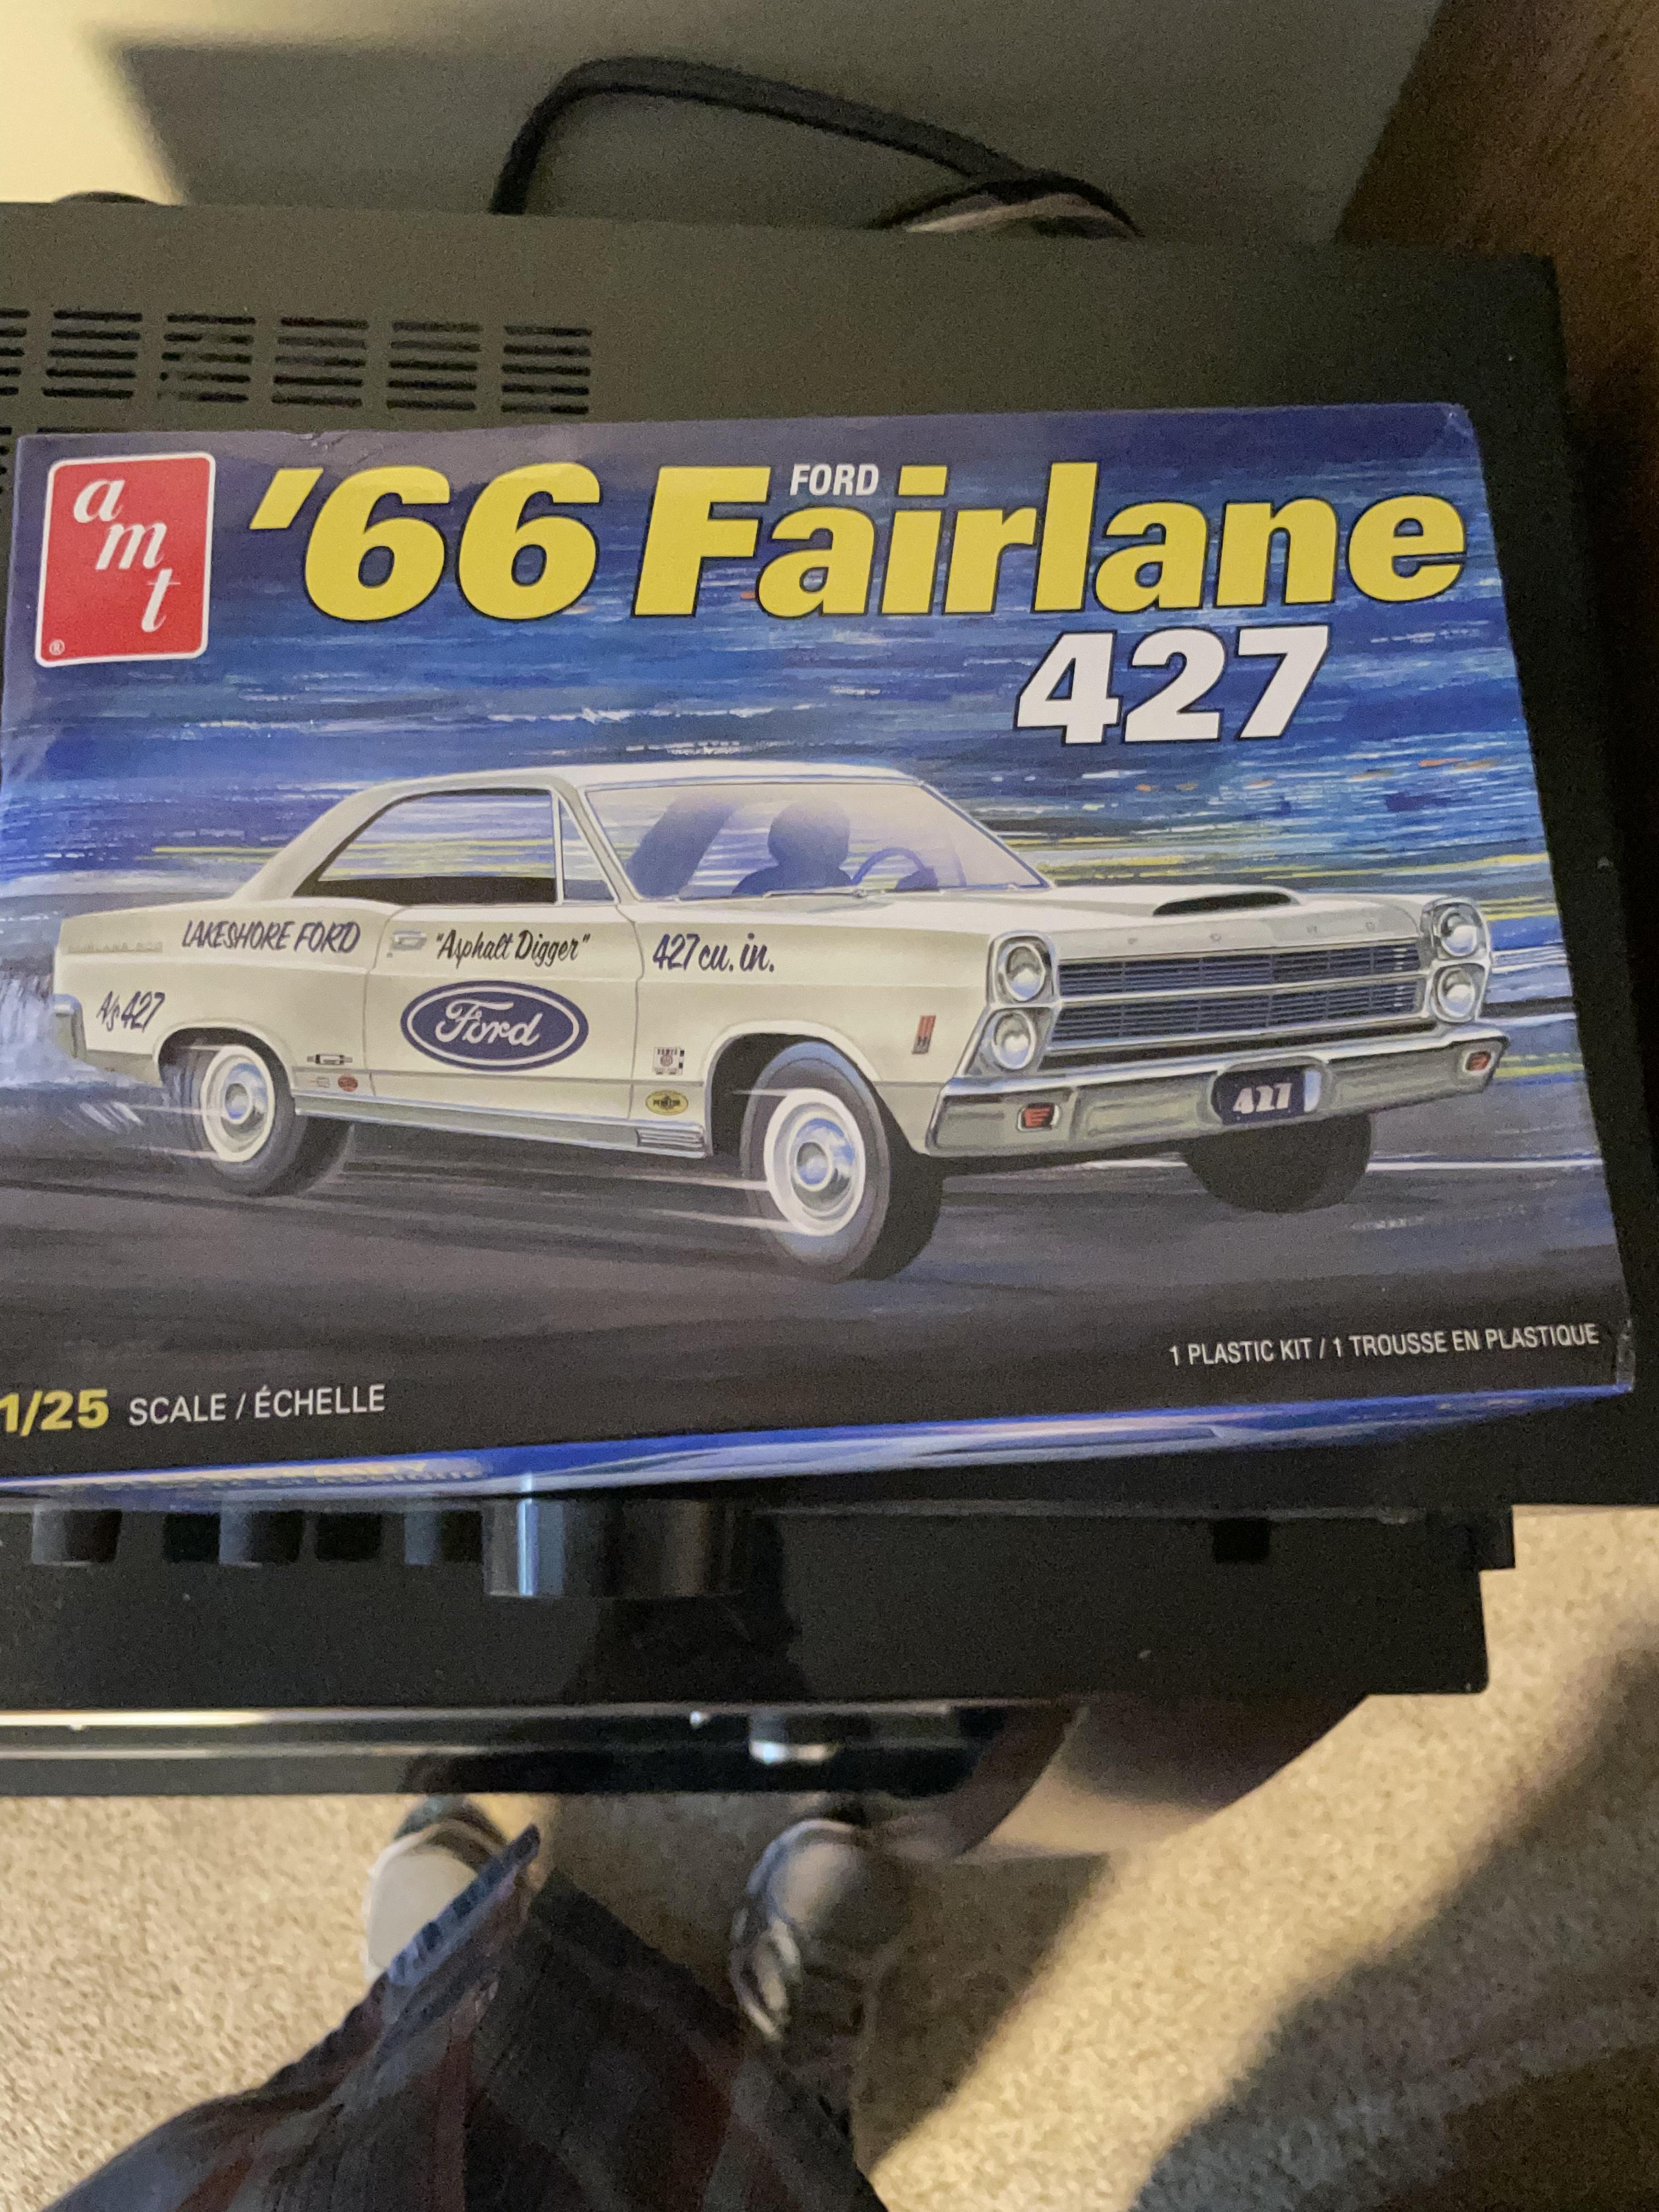 amt
®
'66 FORD Fairlane
427
LAKESHORE FORD
"Asphalt Digger"
427 cu. in.
A/S 427
Ford
FORD
427
1 PLASTIC KIT / 1 TROUSSE EN PLASTIQUE
1/25 SCALE / ÉCHELLE